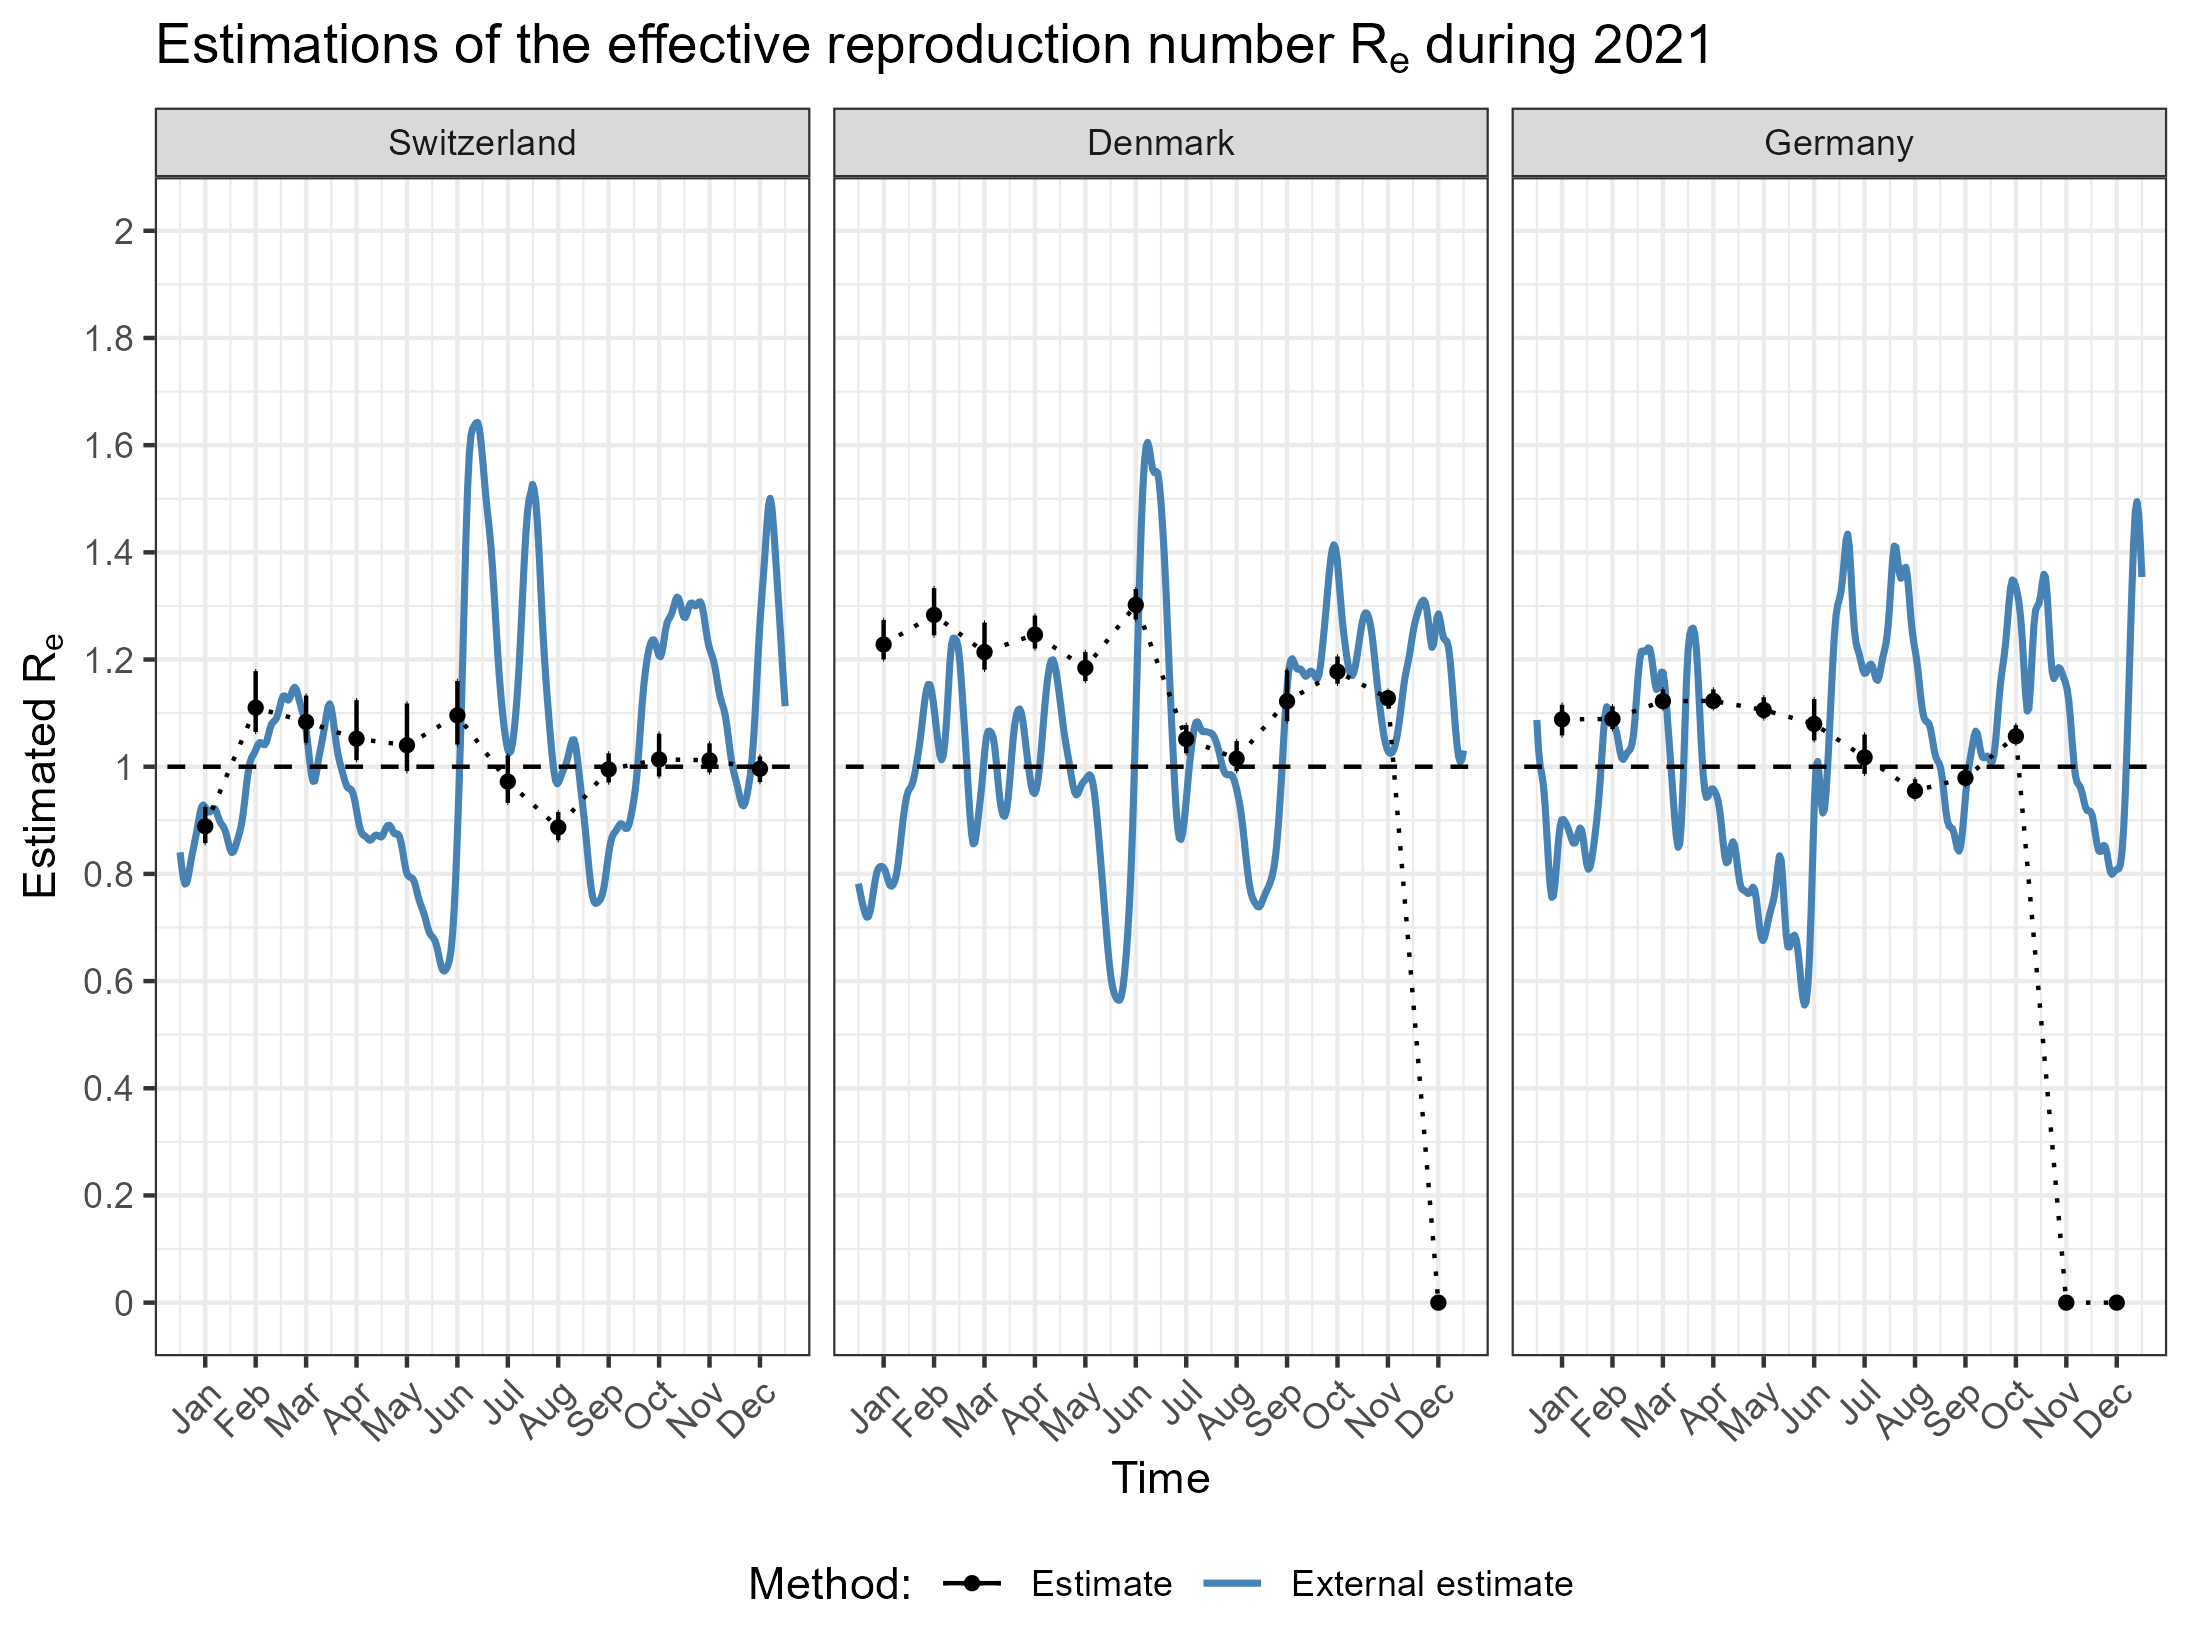 Estimations of the effective reproduction number Re during 2021
Switzerland
Denmark
Germany
Estimated Re
2
1.8
1.6
1.4
1.2
1
0.8
0.6
0.4
0.2
0
Jan Feb Mar Apr May Jun Jul Aug Sep Oct Nov Dec
Jan Feb Mar Apr May Jun Jul Aug Sep Oct Nov Dec
Jan Feb Mar Apr May Jun Jul Aug Sep Oct Nov Dec
Time
Method: Estimate External estimate